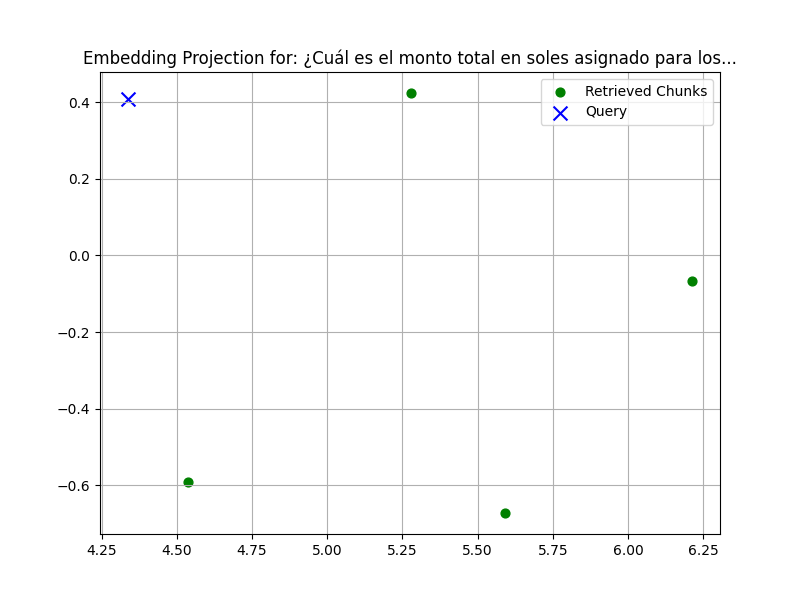 Embedding Projection for: ¿Cuál es el monto total en soles asignado para los...
Retrieved Chunks
Query
0.4
0.2
0.0
−0.2
−0.4
−0.6
4.25 4.50 4.75 5.00 5.25 5.50 5.75 6.00 6.25